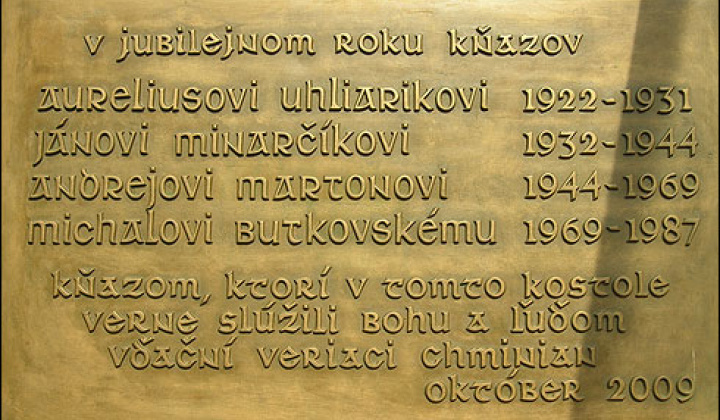 v jubilejnom roku kňazov
aureliusovi uhliarikovi 1922-1931
jánovi minarčíkovi 1932-1944
andrejovi martonovi 1944-1969
michalovi butkovskému 1969-1987
kňazom, ktorí v tomto kostole
verne slúžili bohu a ľuďom
vďační veriaci chminian
október 2009